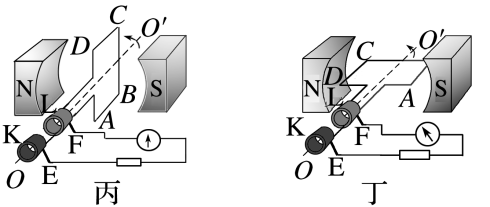 C O′
D
N L B S
K A F
O E
丙
C O′
D
N L A S
K F
O E
丁